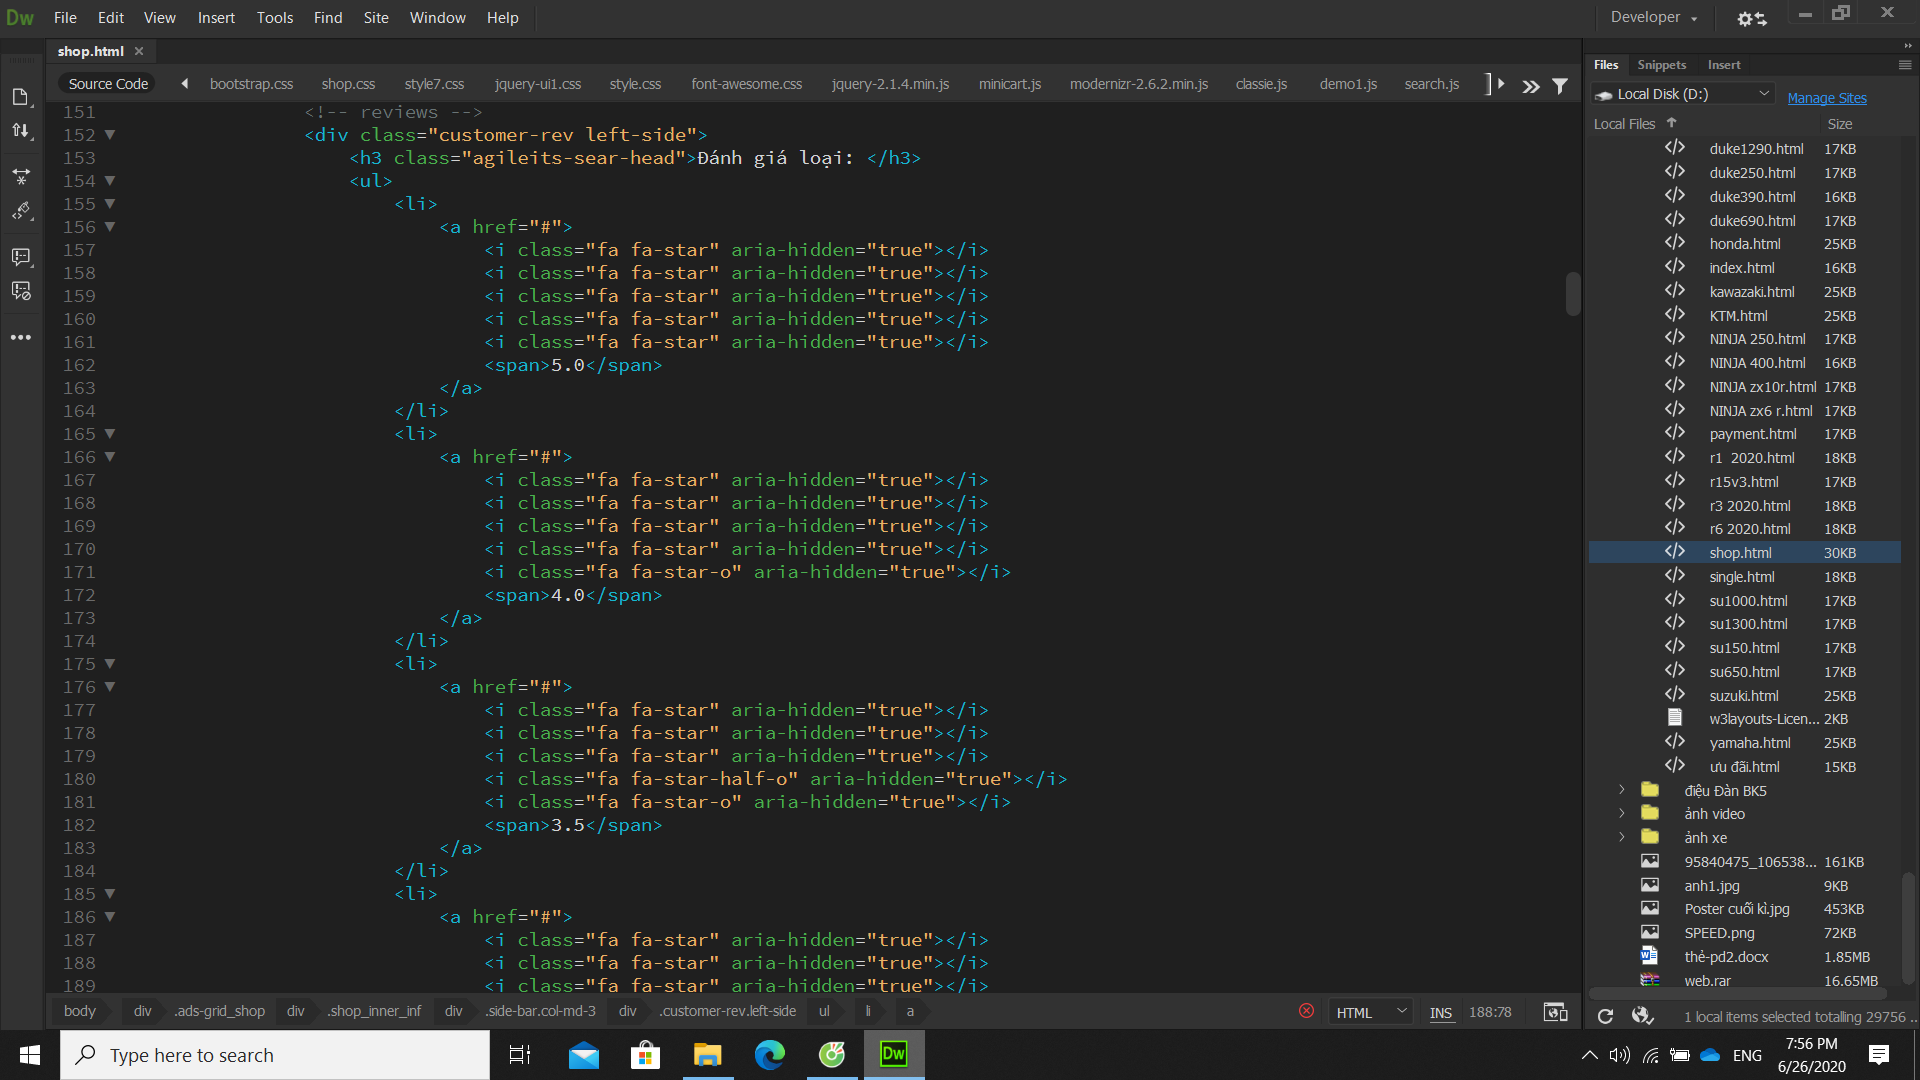 Dw File Edit View Insert Tools Find Site Window Help Developer
shop.html ×
Source Code bootstrap.css shop.css style7.css jquery-ui1.css style.css font-awesome.css jquery-2.1.4.min.js minicart.js modernizr-2.6.2.min.js classie.js demo1.js search.js
151 <!-- reviews -->
152 <div class="customer-rev left-side">
153 <h3 class="agileits-sear-head">Đánh giá loại: </h3>
154 <ul>
155 <li>
156 <a href="#">
157 <i class="fa fa-star" aria-hidden="true"></i>
158 <i class="fa fa-star" aria-hidden="true"></i>
159 <i class="fa fa-star" aria-hidden="true"></i>
160 <i class="fa fa-star" aria-hidden="true"></i>
161 <i class="fa fa-star" aria-hidden="true"></i>
162 <span>5.0</span>
163 </a>
164 </li>
165 <li>
166 <a href="#">
167 <i class="fa fa-star" aria-hidden="true"></i>
168 <i class="fa fa-star" aria-hidden="true"></i>
169 <i class="fa fa-star" aria-hidden="true"></i>
170 <i class="fa fa-star" aria-hidden="true"></i>
171 <i class="fa fa-star-o" aria-hidden="true"></i>
172 <span>4.0</span>
173 </a>
174 </li>
175 <li>
176 <a href="#">
177 <i class="fa fa-star" aria-hidden="true"></i>
178 <i class="fa fa-star" aria-hidden="true"></i>
179 <i class="fa fa-star" aria-hidden="true"></i>
180 <i class="fa fa-star-half-o" aria-hidden="true"></i>
181 <i class="fa fa-star-o" aria-hidden="true"></i>
182 <span>3.5</span>
183 </a>
184 </li>
185 <li>
186 <a href="#">
187 <i class="fa fa-star" aria-hidden="true"></i>
188 <i class="fa fa-star" aria-hidden="true"></i>
189 <i class="fa fa-star" aria-hidden="true"></i>
body div .ads-grid_shop div .shop_inner_inf div .side-bar.col-md-3 div .customer-rev.left-side ul li a HTML INS 188:78
Files Snippets Insert
Local Disk (D:) Manage Sites
Local Files Size
duke1290.html 17KB
duke250.html 17KB
duke390.html 16KB
duke690.html 17KB
honda.html 25KB
index.html 16KB
kawazaki.html 25KB
KTM.html 25KB
NINJA 250.html 17KB
NINJA 400.html 16KB
NINJA zx10r.html 17KB
NINJA zx6 r.html 17KB
payment.html 17KB
r1 2020.html 18KB
r15v3.html 17KB
r3 2020.html 18KB
r6 2020.html 18KB
shop.html 30KB
single.html 18KB
su1000.html 17KB
su1300.html 17KB
su150.html 17KB
su650.html 17KB
suzuki.html 25KB
w3layouts-Licen... 2KB
yamaha.html 25KB
ưu đãi.html 15KB
điệu Đàn BK5
ảnh video
ảnh xe
95840475_106538... 161KB
anh1.jpg 9KB
Poster cuối kì.jpg 453KB
SPEED.png 72KB
thẻ-pd2.docx 1.85MB
web.rar 16.65MB
1 local items selected totalling 29756 ..
Type here to search
Dw
ENG
7:56 PM
6/26/2020